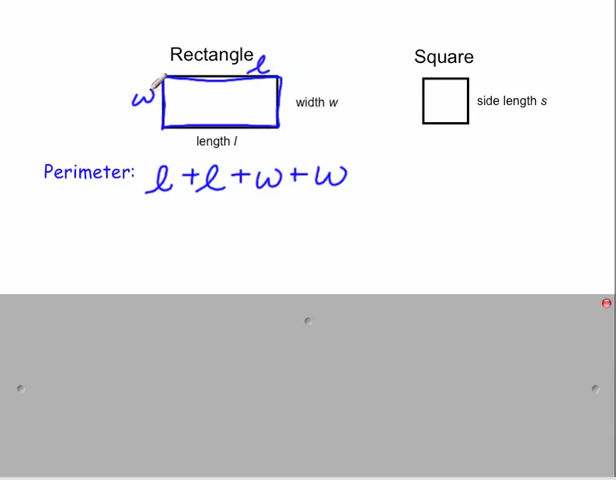 Rectangle
l
w
width w
length l
Square
side length s
Perimeter: l + l + w + w